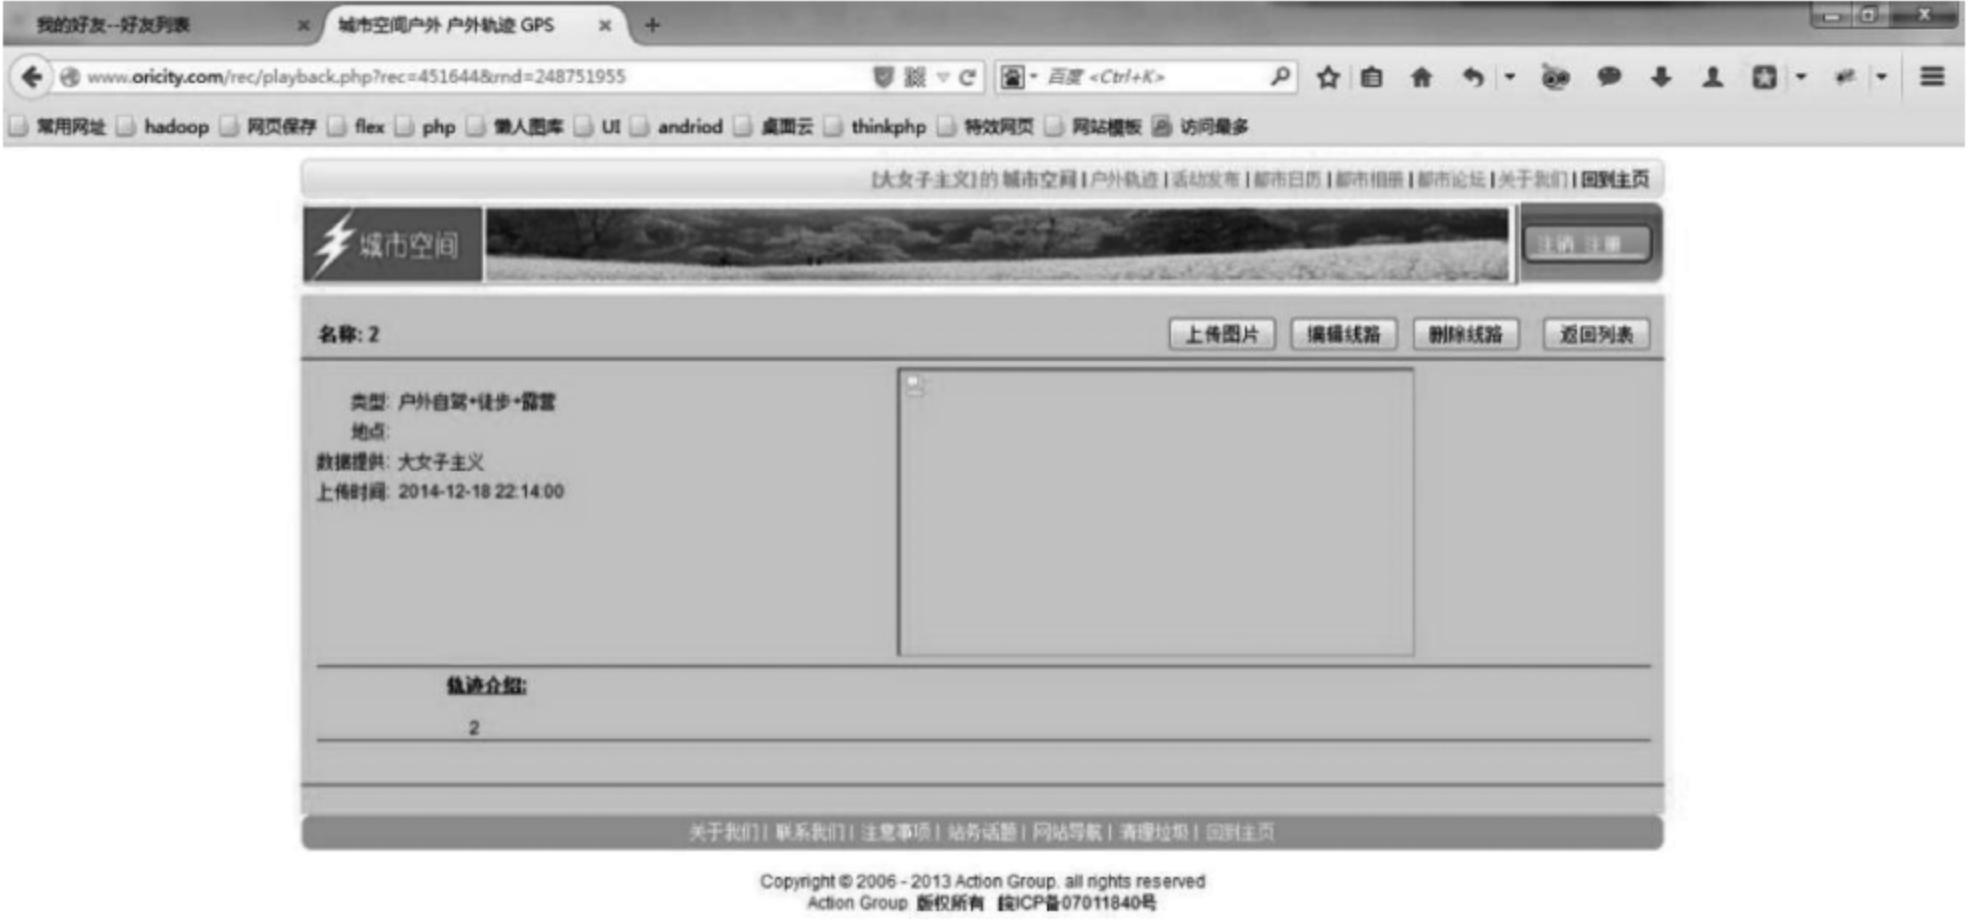 我的好友--好友列表 × 城市空间户外 户外轨迹 GPS × +
www.oricity.com/rec/playback.php?rec=451644&rnd=248751955 百度 <Ctrl+K>
常用网址 hadoop 网页保存 flex php 懒人图库 UI andriod 桌面云 thinkphp 特效网页 网站模板 访问最多
[大女子主义] 的 城市空间 | 户外轨迹 | 活动发布 | 都市日历 | 都市相册 | 都市论坛 | 关于我们 | 回到主页
城市空间 注销 注册
名称: 2 上传图片 编辑线路 删除线路 返回列表
类型: 户外自驾+徒步+露营
地点:
数据提供: 大女子主义
上传时间: 2014-12-18 22:14:00
轨迹介绍:
2
关于我们 | 联系我们 | 注意事项 | 站务话题 | 网站导航 | 清理垃圾 | 回到主页
Copyright © 2006 - 2013 Action Group. all rights reserved
Action Group 版权所有 皖ICP备07011840号